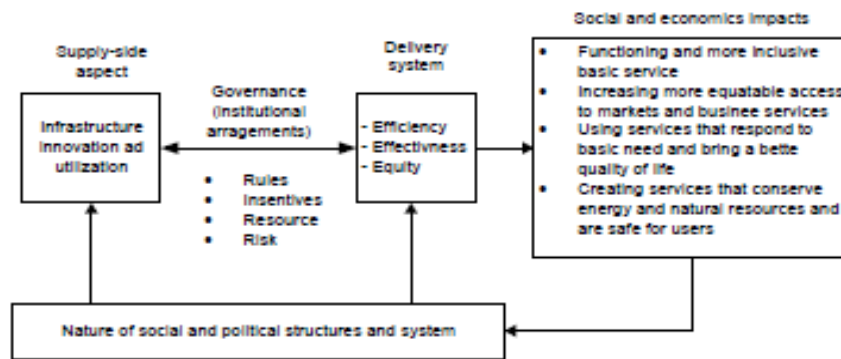 Social and economics impacts
Supply-side
aspect
Delivery
system
Governance
(institutional
arragements)
Infrastructure
innovation ad
utilization
- Efficiency
- Effectivness
- Equity
• Rules
• Insentives
• Resource
• Risk
• Functioning and more inclusive
basic service
• Increasing more equatable access
to markets and businee services
• Using services that respond to
basic need and bring a bette
quality of life
• Creating services that conserve
energy and natural resources and
are safe for users
Nature of social and political structures and system